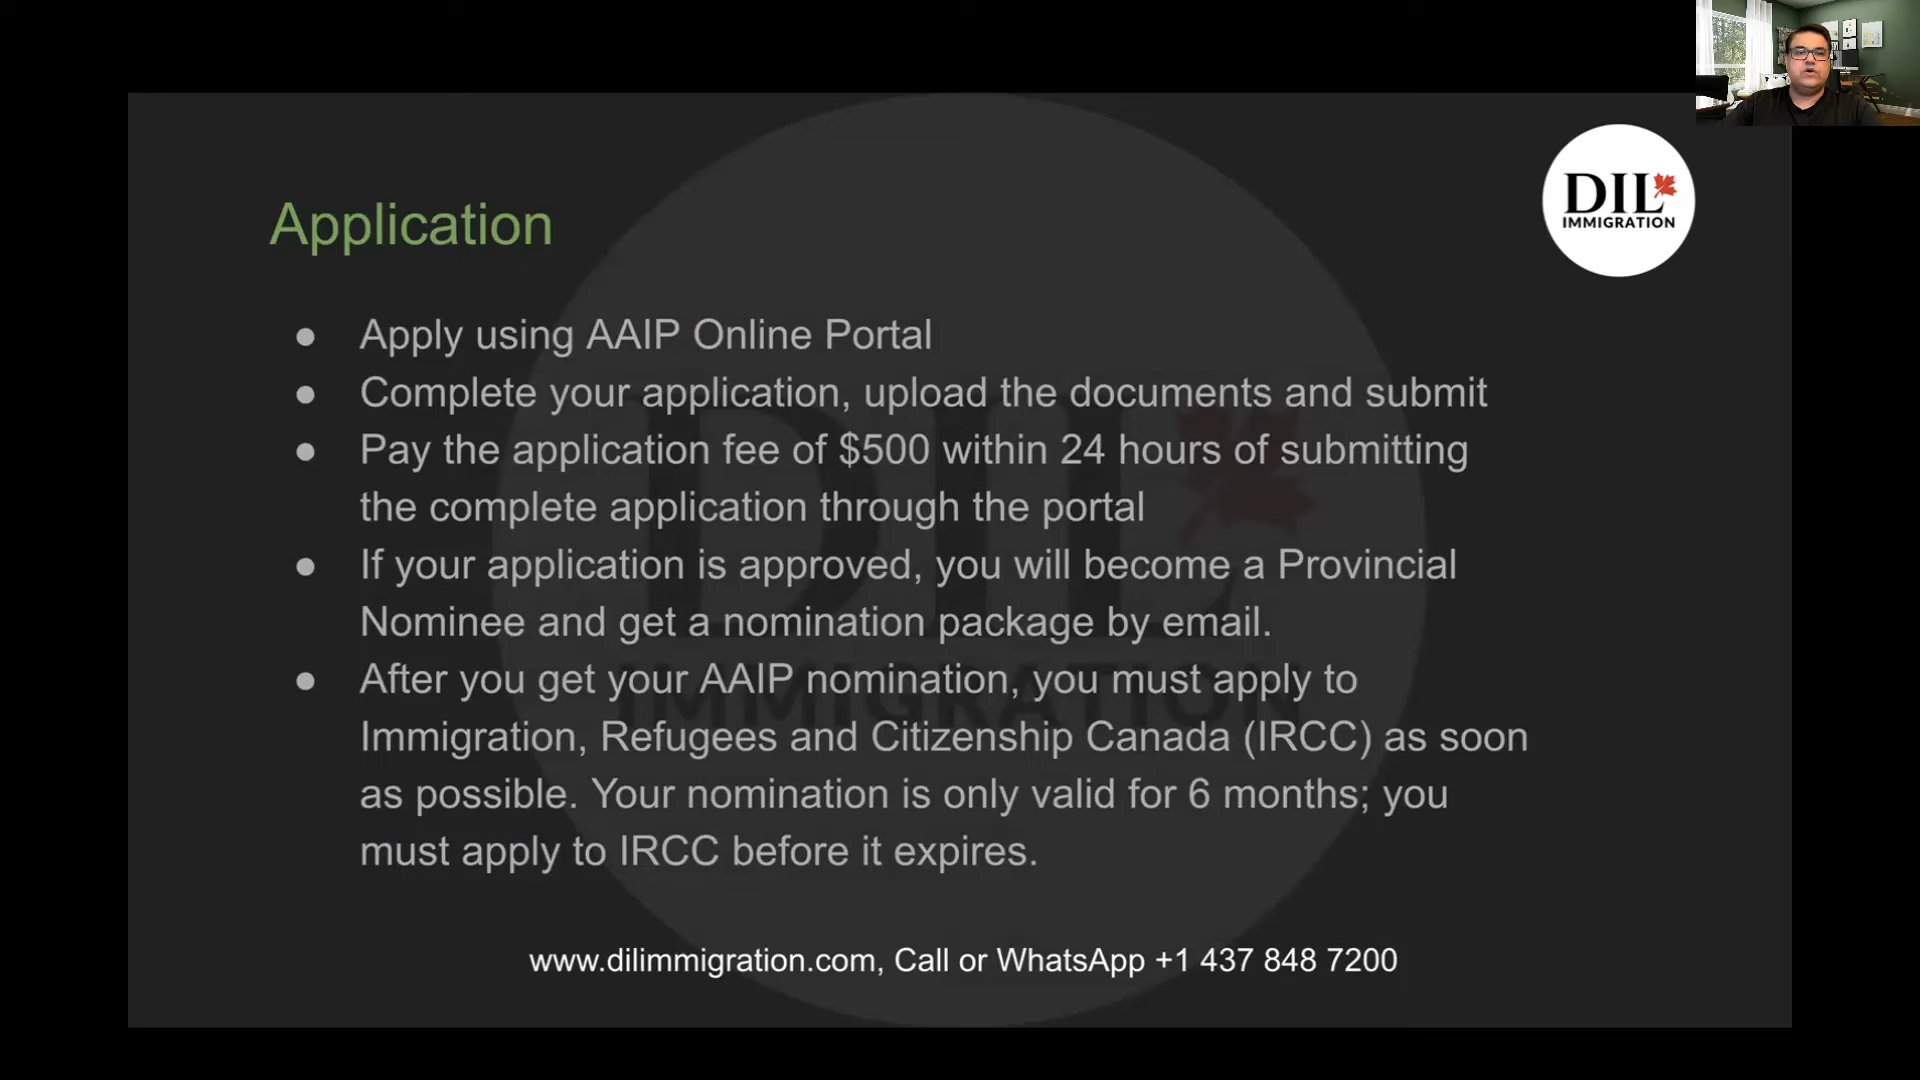 DIL
IMMIGRATION
Application
● Apply using AAIP Online Portal
● Complete your application, upload the documents and submit
● Pay the application fee of $500 within 24 hours of submitting
the complete application through the portal
● If your application is approved, you will become a Provincial
Nominee and get a nomination package by email.
● After you get your AAIP nomination, you must apply to
Immigration, Refugees and Citizenship Canada (IRCC) as soon
as possible. Your nomination is only valid for 6 months; you
must apply to IRCC before it expires.
DIL
IMMIGRATION
www.dilimmigration.com, Call or WhatsApp +1 437 848 7200